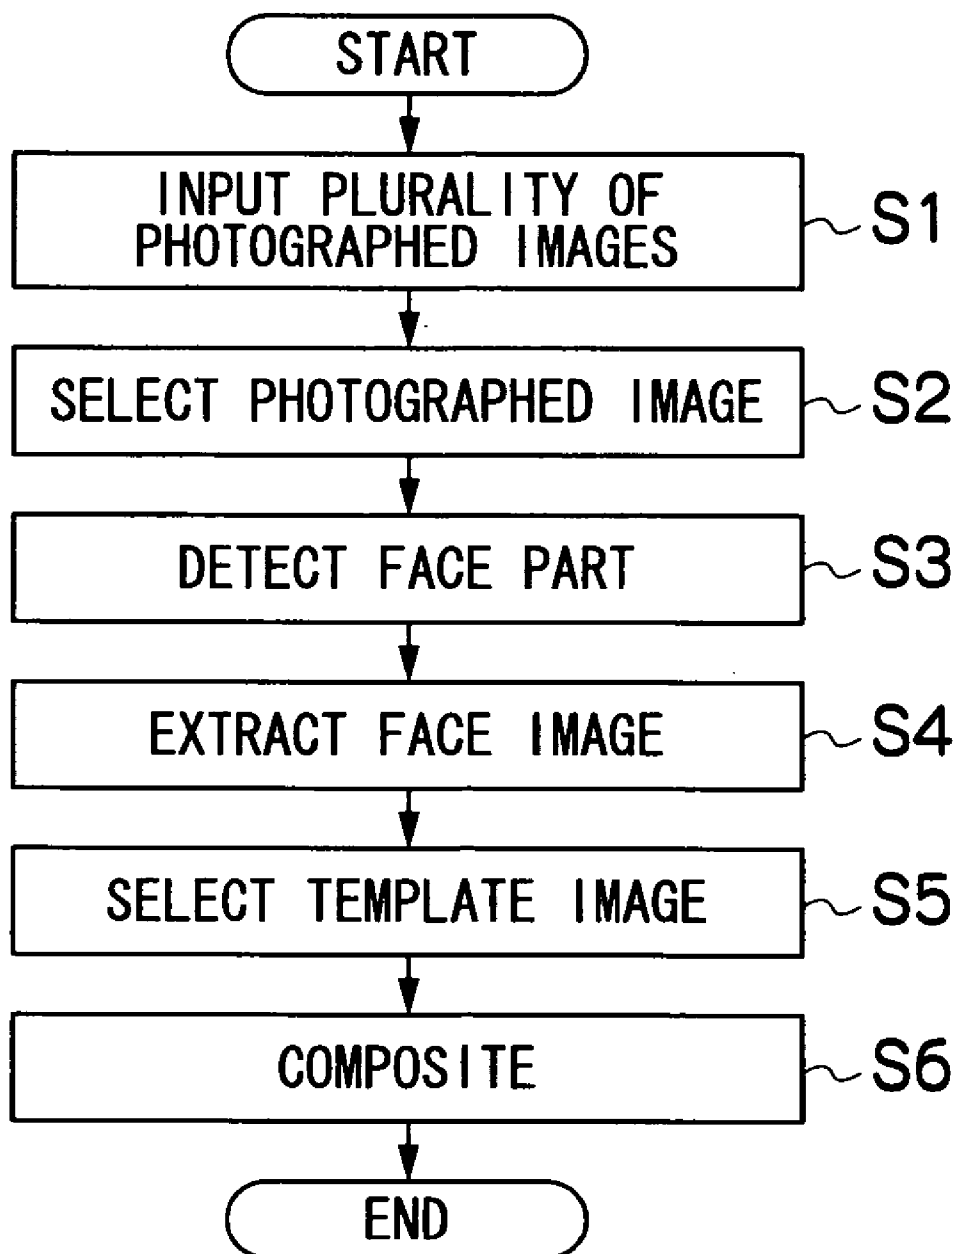 START
INPUT PLURALITY OF
PHOTOGRAPHED IMAGES
S1
SELECT PHOTOGRAPHED IMAGE
S2
DETECT FACE PART
S3
EXTRACT FACE IMAGE
S4
SELECT TEMPLATE IMAGE
S5
COMPOSITE
S6
END